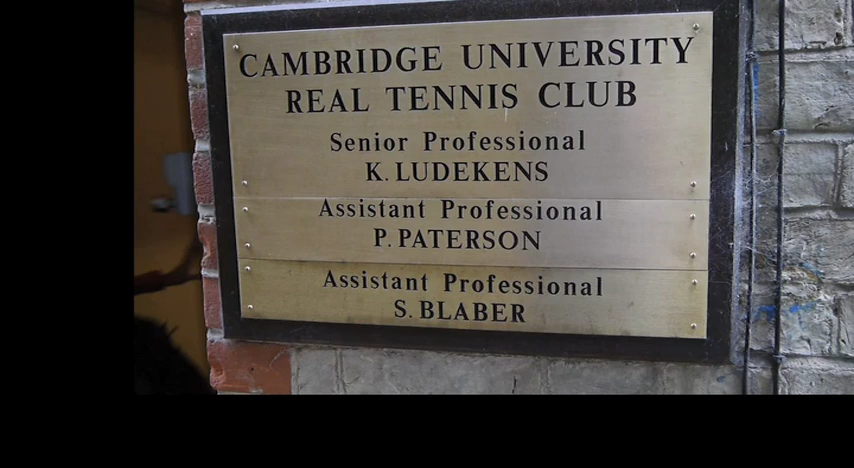 CAMBRIDGE UNIVERSITY
REAL TENNIS CLUB
Senior Professional
K. LUDEKENS
Assistant Professional
P. PATERSON
Assistant Professional
S. BLABER